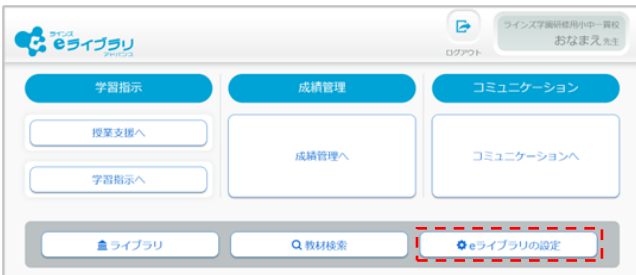 ラインズ
eライブラリ
アドバンス
ログアウト
ラインズ学園研修用小中一貫校
おなまえ 先生
学習指示
成績管理
コミュニケーション
授業支援へ
学習指示へ
成績管理へ
コミュニケーションへ
ライブラリ
教材検索
eライブラリの設定